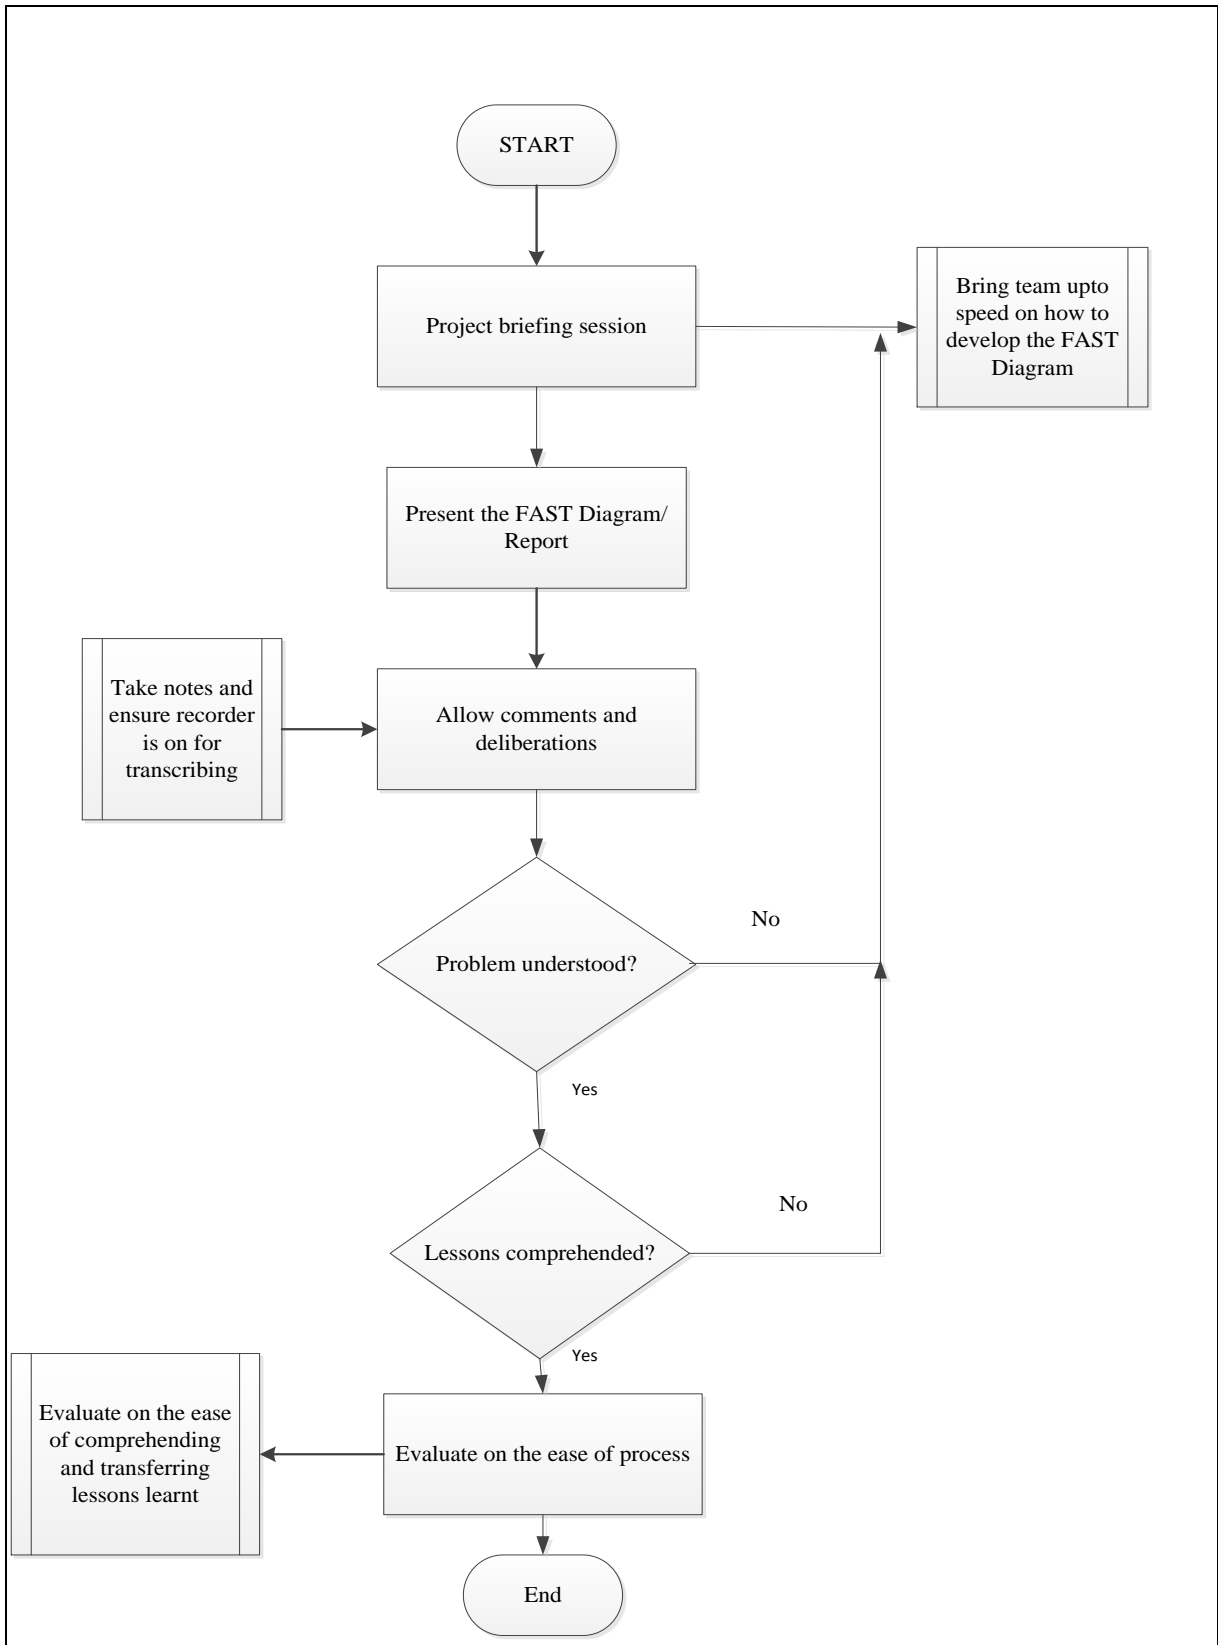 START
Project briefing session
Bring team upto
speed on how to
develop the FAST
Diagram
Present the FAST Diagram/
Report
Take notes and
ensure recorder
is on for
transcribing
Allow comments and
deliberations
Problem understood?
No
Yes
Lessons comprehended?
No
Yes
Evaluate on the ease
of comprehending
and transferring
lessons learnt
Evaluate on the ease of process
End